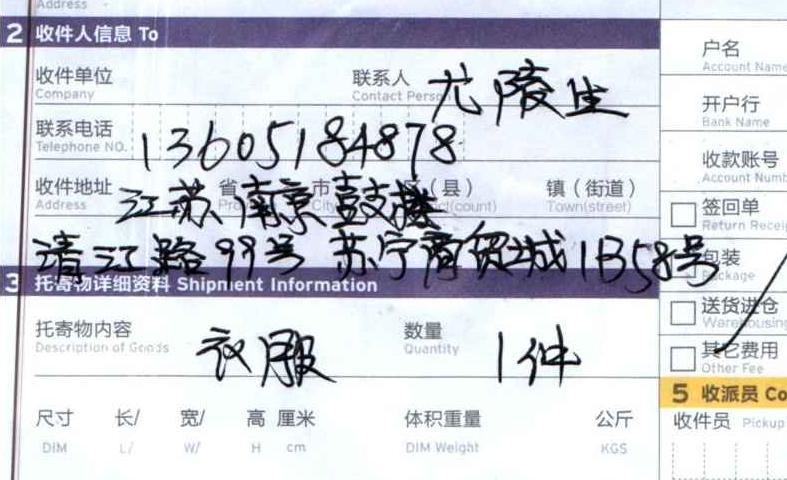 Address
2 收件人信息 To
户名
Account Name
收件单位 联系人 尤陵生
Company Contact Person
开户行
Bank Name
联系电话 13605184878
Telephone NO.
收款账号
Account Numb
收件地址 江苏 省 南京 市 鼓楼 区(县) 镇(街道)
Address Province City District(count) Town(street)
签回单
Return Receip
清江路99号 苏宁商贸城1B58号
包装
Package
3 托寄物详细资料 Shipment Information
送货进仓
Warehousing
托寄物内容 衣服 数量 1件
Description of Goods Quantity
其它费用
Other Fee
5 收派员 Co
尺寸 长/ 宽/ 高 厘米 体积重量 公斤
DIM L/ W/ H cm DIM Weight KGS
收件员 Pickup